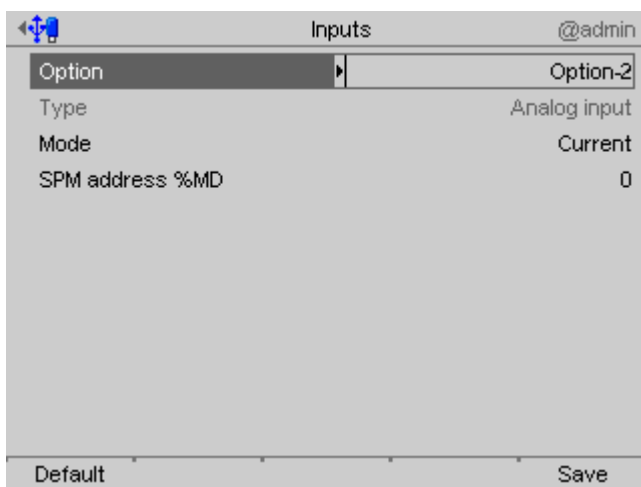 Inputs @admin
Option Option-2
Type Analog input
Mode Current
SPM address %MD 0
Default Save